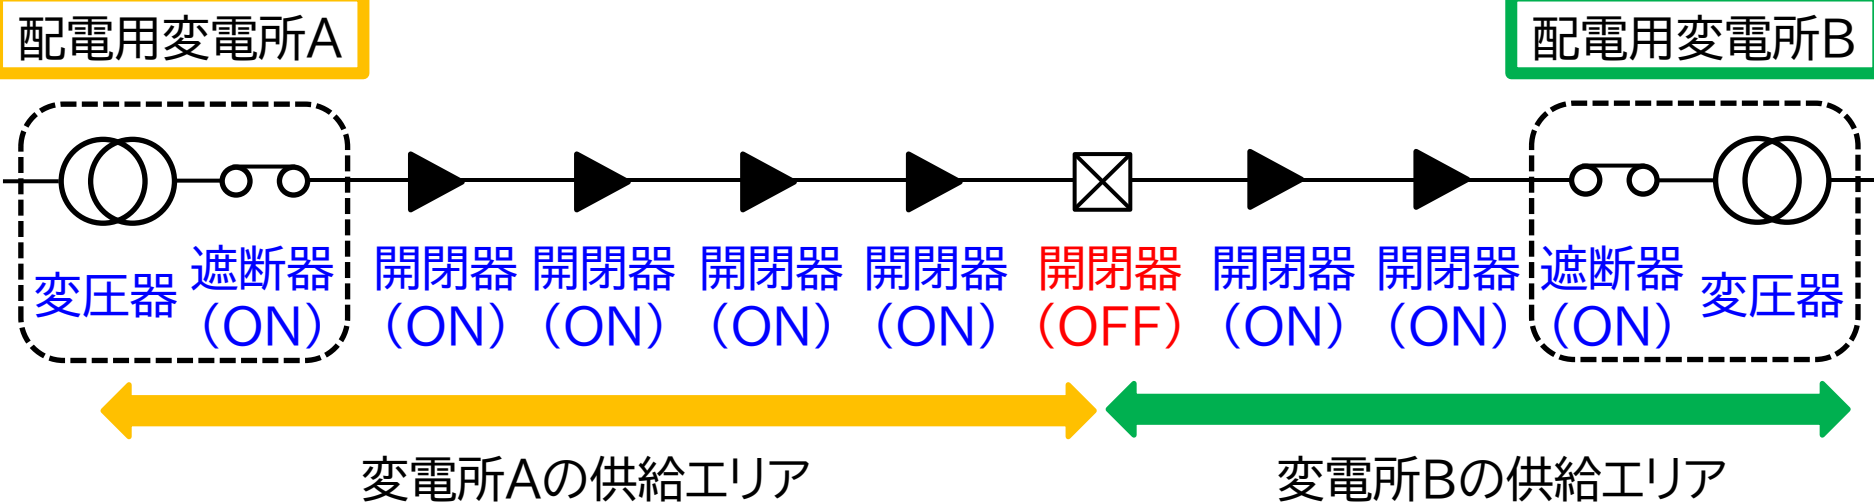 配電用変電所A
配電用変電所B
変圧器
遮断器
(ON)
開閉器
(ON)
開閉器
(ON)
開閉器
(ON)
開閉器
(ON)
開閉器
(OFF)
開閉器
(ON)
開閉器
(ON)
遮断器
(ON)
変圧器
変電所Aの供給エリア
変電所Bの供給エリア